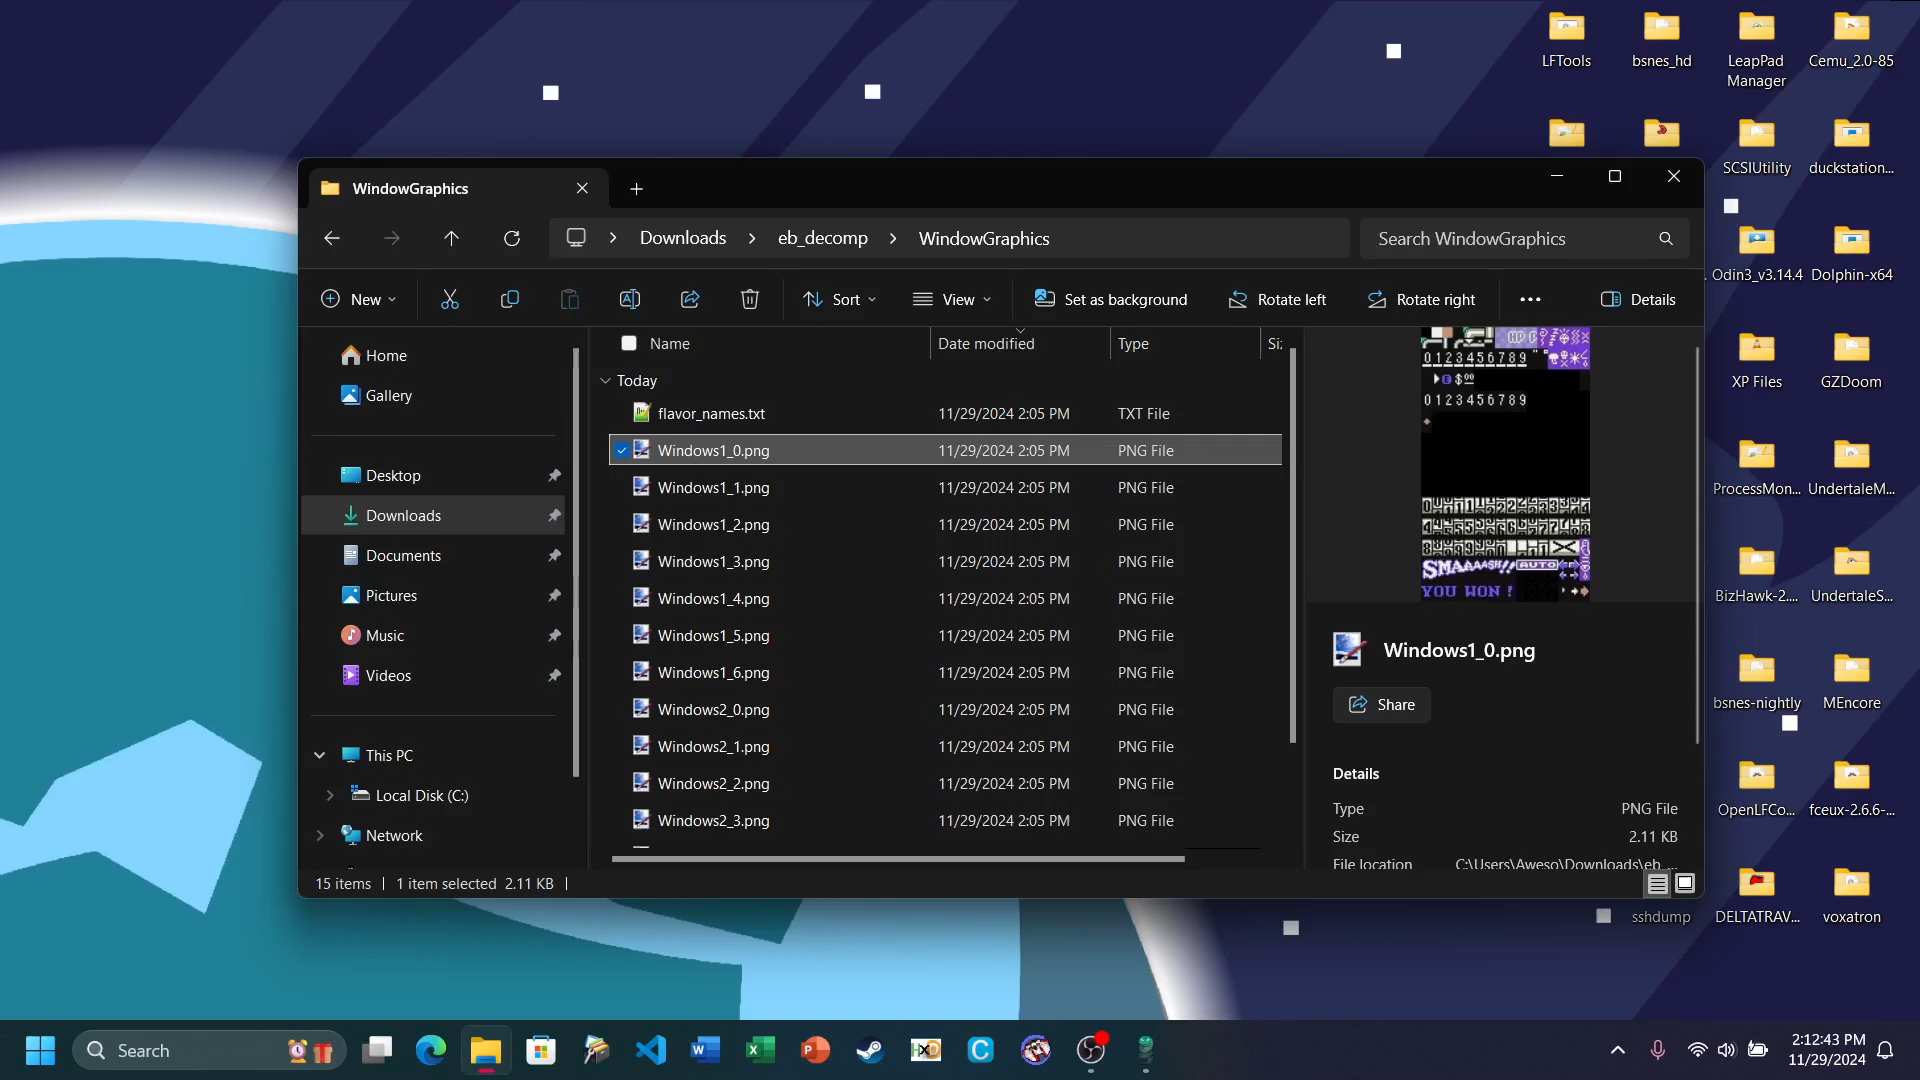 LFTools
bsnes_hd
LeapPad Manager
Cemu_2.0-85
SCSIUtility
duckstation...
WindowGraphics
Downloads
eb_decomp
WindowGraphics
Search WindowGraphics
Odin3_v3.14.4
Dolphin-x64
New
Sort
View
Set as background
Rotate left
Rotate right
Details
Name
Date modified
Type
Home
Gallery
Desktop
Downloads
Documents
Pictures
Music
Videos
This PC
Local Disk (C:)
Network
Today
flavor_names.txt 11/29/2024 2:05 PM TXT File
Windows1_0.png 11/29/2024 2:05 PM PNG File
Windows1_1.png 11/29/2024 2:05 PM PNG File
Windows1_2.png 11/29/2024 2:05 PM PNG File
Windows1_3.png 11/29/2024 2:05 PM PNG File
Windows1_4.png 11/29/2024 2:05 PM PNG File
Windows1_5.png 11/29/2024 2:05 PM PNG File
Windows1_6.png 11/29/2024 2:05 PM PNG File
Windows2_0.png 11/29/2024 2:05 PM PNG File
Windows2_1.png 11/29/2024 2:05 PM PNG File
Windows2_2.png 11/29/2024 2:05 PM PNG File
Windows2_3.png 11/29/2024 2:05 PM PNG File
0123456789
$00
0123456789
SMAAAASH!! AUTO
YOU WON!
Windows1_0.png
Share
Details
Type PNG File
Size 2.11 KB
File location C:\Users\Aweso\Downloads\eb_...
15 items
1 item selected 2.11 KB
XP Files
GZDoom
ProcessMon...
UndertaleM...
BizHawk-2....
UndertaleS...
bsnes-nightly
MEncore
OpenLFCo...
fceux-2.6.6-...
sshdump
DELTATRAV...
voxatron
Search
2:12:43 PM
11/29/2024